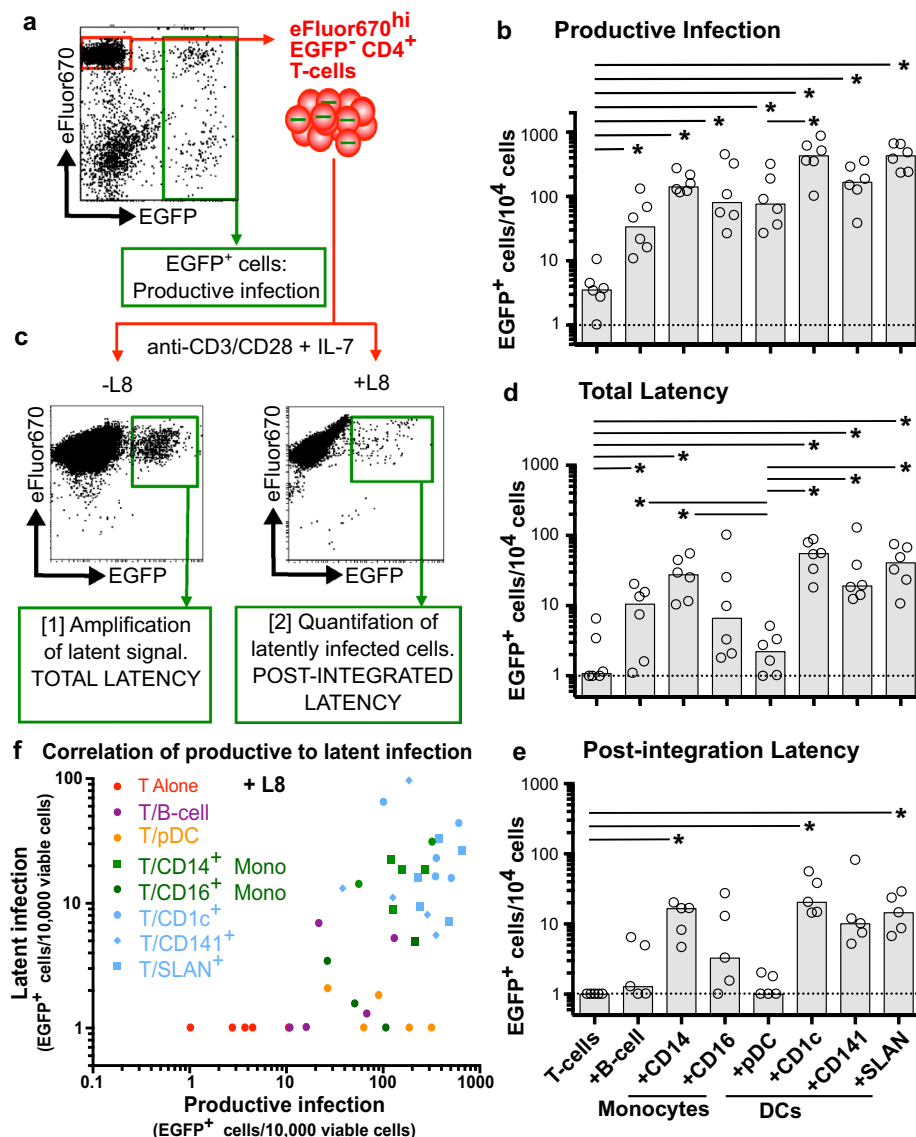 a
eFluor670
EGFP
eFluor670hi
EGFP- CD4+
T-cells
EGFP+ cells:
Productive infection
b Productive Infection
EGFP+ cells/10^4 cells
1000
100
10
1
* * * * * * * *
c
anti-CD3/CD28 + IL-7
-L8
+L8
eFluor670
EGFP
eFluor670
EGFP
[1] Amplification
of latent signal.
TOTAL LATENCY
[2] Quantifation of
latently infected cells.
POST-INTEGRATED
LATENCY
d Total Latency
EGFP+ cells/10^4 cells
1000
100
10
1
* * * * * * * * * *
e Post-integration Latency
EGFP+ cells/10^4 cells
100
10
1
* * *
T-cells
+B-cell
+CD14
+CD16
+pDC
+CD1c
+CD141
+SLAN
Monocytes
DCs
f Correlation of productive to latent infection
+ L8
T Alone
T/B-cell
T/pDC
T/CD14+ Mono
T/CD16+ Mono
T/CD1c+
T/CD141+
T/SLAN+
Latent infection
(EGFP+ cells/10,000 viable cells)
100
10
1
0.1 1 10 100 1000
Productive infection
(EGFP+ cells/10,000 viable cells)